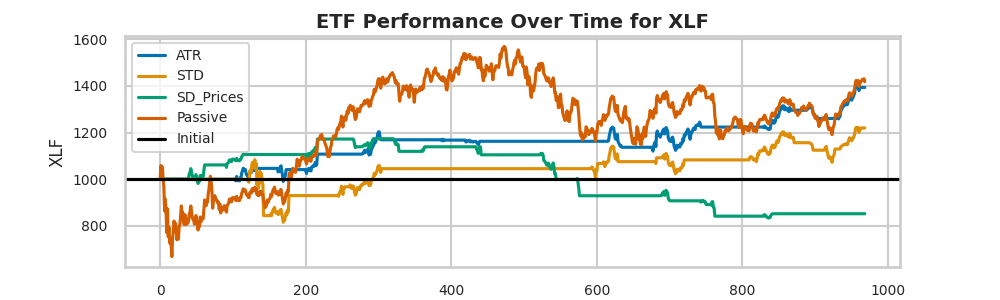 ETF Performance Over Time for XLF
1600
1400
1200
1000
800
XLF
ATR
STD
SD_Prices
Passive
Initial
0 200 400 600 800 1000